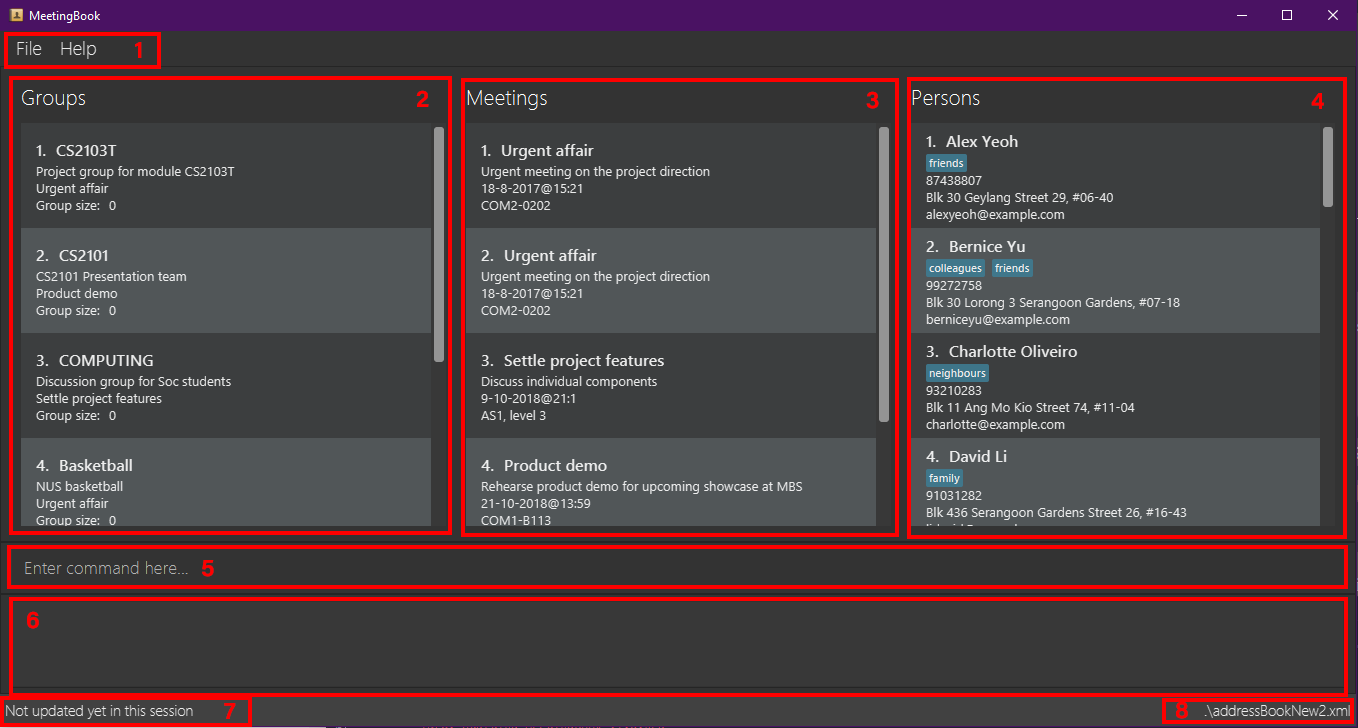 MeetingBook
File Help 1
Groups 2
1. CS2103T
Project group for module CS2103T
Urgent affair
Group size: 0
2. CS2101
CS2101 Presentation team
Product demo
Group size: 0
3. COMPUTING
Discussion group for Soc students
Settle project features
Group size: 0
4. Basketball
NUS basketball
Urgent affair
Group size: 0
Meetings 3
1. Urgent affair
Urgent meeting on the project direction
18-8-2017@15:21
COM2-0202
2. Urgent affair
Urgent meeting on the project direction
18-8-2017@15:21
COM2-0202
3. Settle project features
Discuss individual components
9-10-2018@21:1
AS1, level 3
4. Product demo
Rehearse product demo for upcoming showcase at MBS
21-10-2018@13:59
COM1-B113
Persons 4
1. Alex Yeoh
friends
87438807
Blk 30 Geylang Street 29, #06-40
alexyeoh@example.com
2. Bernice Yu
colleagues friends
99272758
Blk 30 Lorong 3 Serangoon Gardens, #07-18
berniceyu@example.com
3. Charlotte Oliveiro
neighbours
93210283
Blk 11 Ang Mo Kio Street 74, #11-04
charlotte@example.com
4. David Li
family
91031282
Blk 436 Serangoon Gardens Street 26, #16-43
Enter command here... 5
6
Not updated yet in this session 7
8 .\addressBookNew2.xml